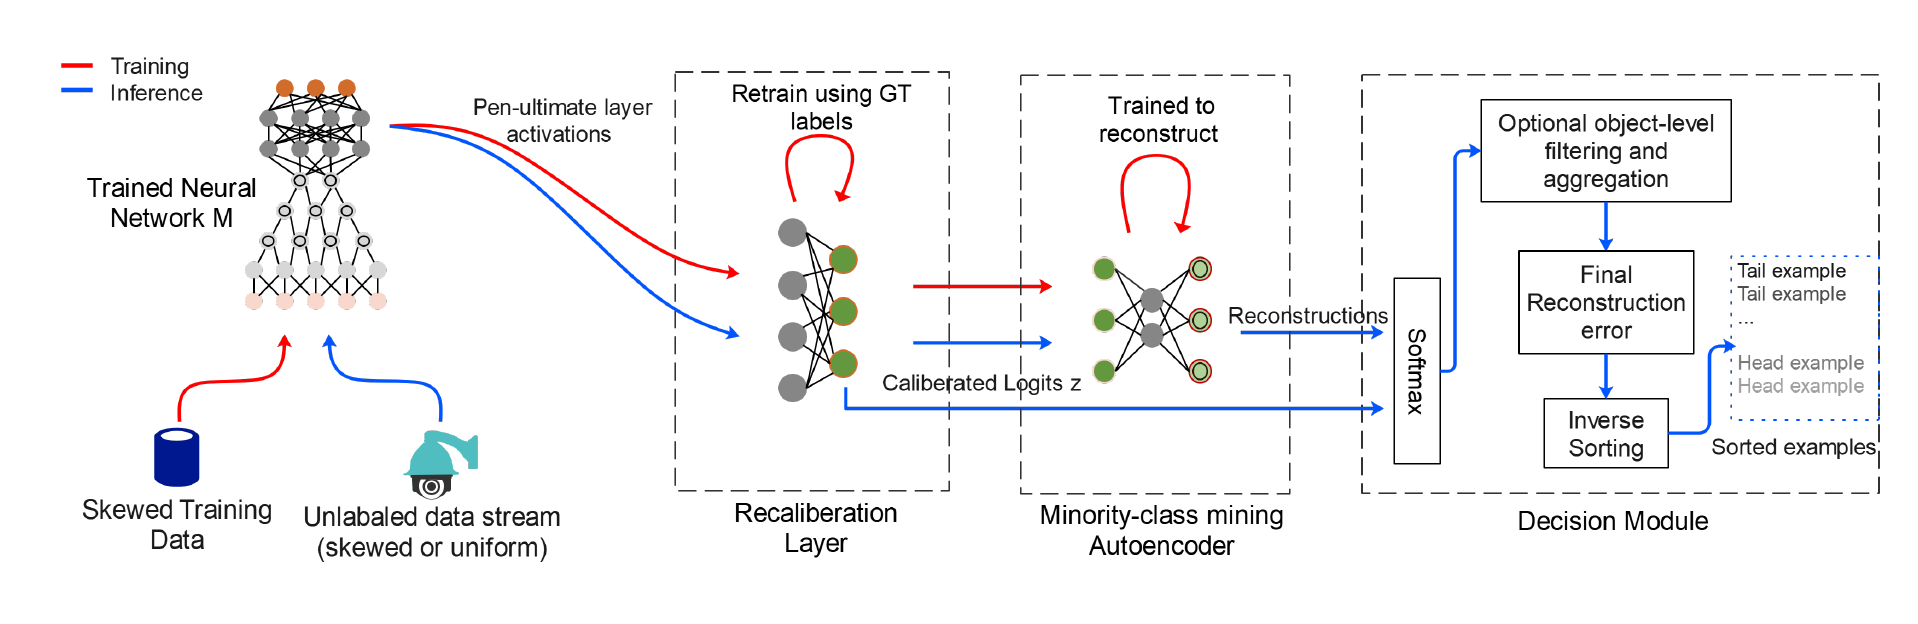 Training
Inference
Trained Neural
Network M
Skewed Training
Data
Unlabaled data stream
(skewed or uniform)
Pen-ultimate layer
activations
Retrain using GT
labels
Recaliberation
Layer
Trained to
reconstruct
Caliberated Logits z
Minority-class mining
Autoencoder
Reconstructions
Softmax
Optional object-level
filtering and
aggregation
Final
Reconstruction
error
Inverse
Sorting
Tail example
Tail example
...
Head example
Head example
Sorted examples
Decision Module